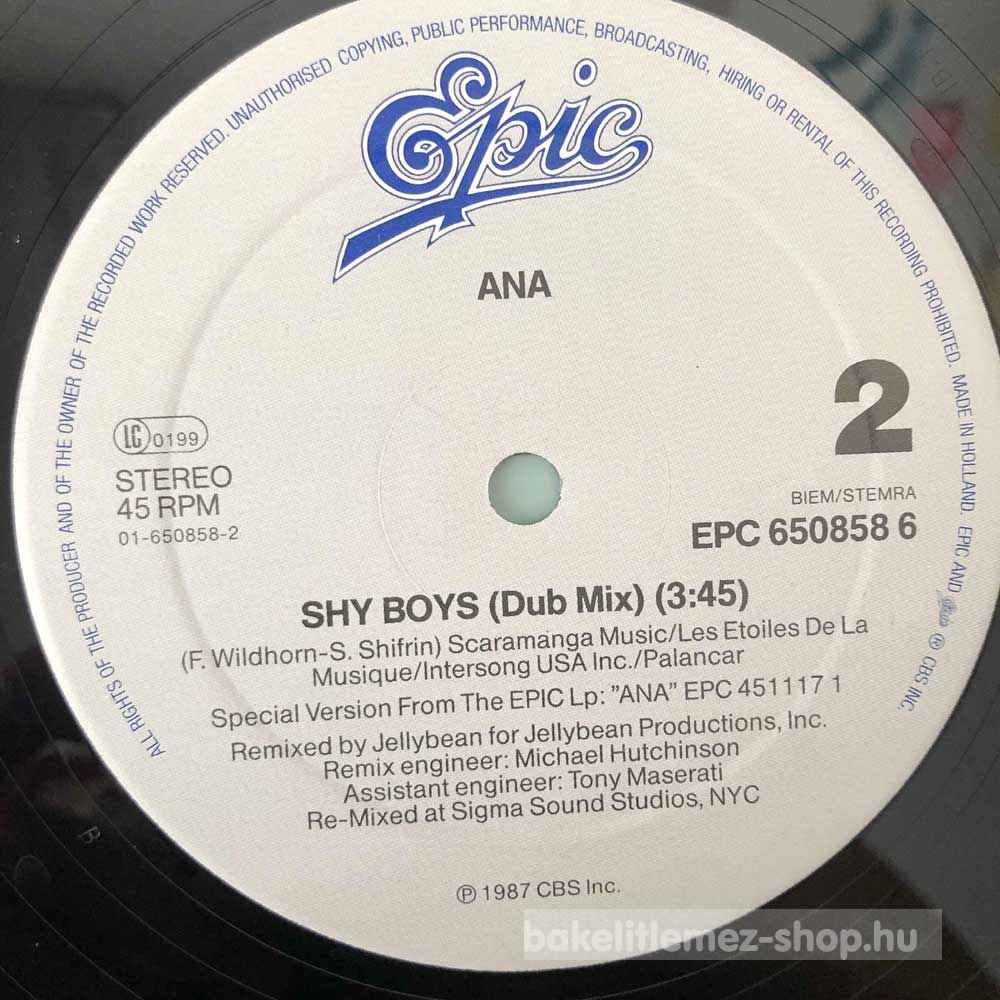 ALL RIGHTS OF THE PRODUCER AND OF THE OWNER OF THE RECORDED WORK RESERVED. UNAUTHORISED COPYING, PUBLIC PERFORMANCE, BROADCASTING, HIRING OR RENTAL OF THIS RECORDING PROHIBITED. MADE IN HOLLAND. EPIC AND Epic ® CBS INC.
Epic
ANA
2
LC 0199
STEREO
45 RPM
01-650858-2
BIEM/STEMRA
EPC 650858 6
SHY BOYS (Dub Mix) (3:45)
(F. Wildhorn-S. Shifrin) Scaramanga Music/Les Etoiles De La
Musique/Intersong USA Inc./Palancar
Special Version From The EPIC Lp: "ANA" EPC 451117 1
Remixed by Jellybean for Jellybean Productions, Inc.
Remix engineer: Michael Hutchinson
Assistant engineer: Tony Maserati
Re-Mixed at Sigma Sound Studios, NYC
℗ 1987 CBS Inc.
bakelitlemez-shop.hu